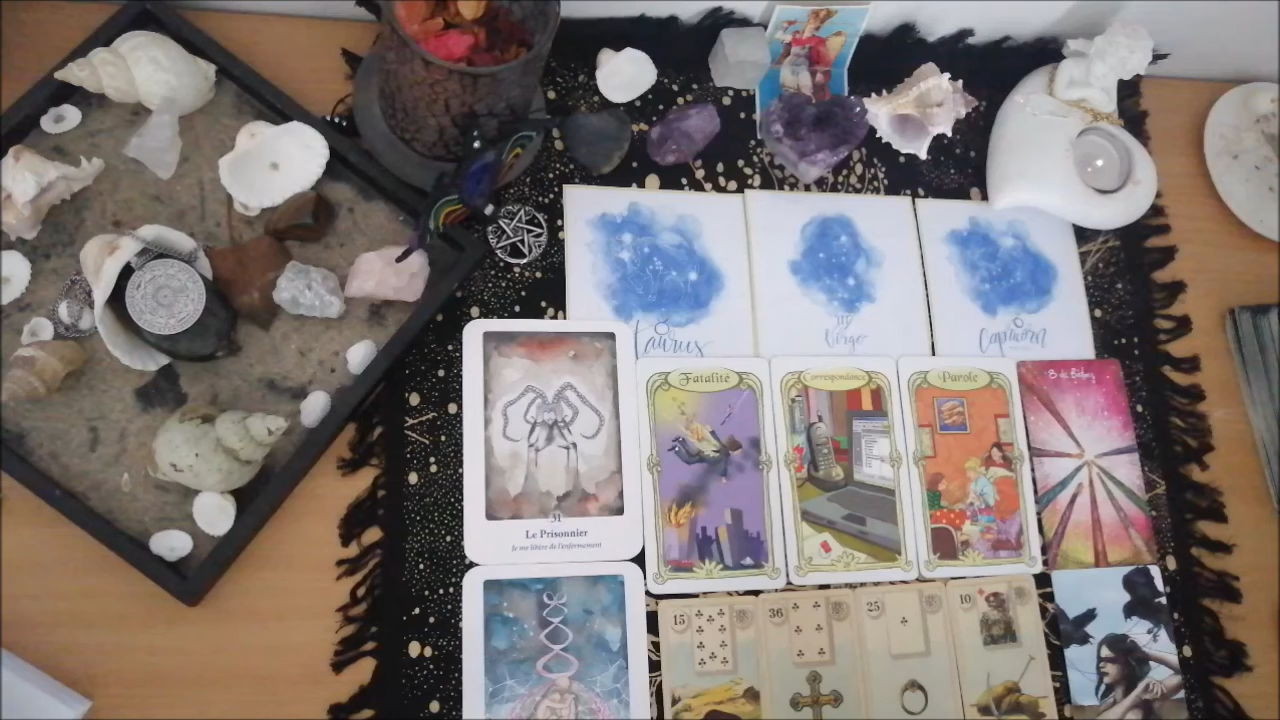 Taurus
Virgo
Capricorn
31
Le Prisonnier
Je me libère de l'enfermement
Fatalité
Correspondance
Parole
8 de Bâtons
15
36
25
10